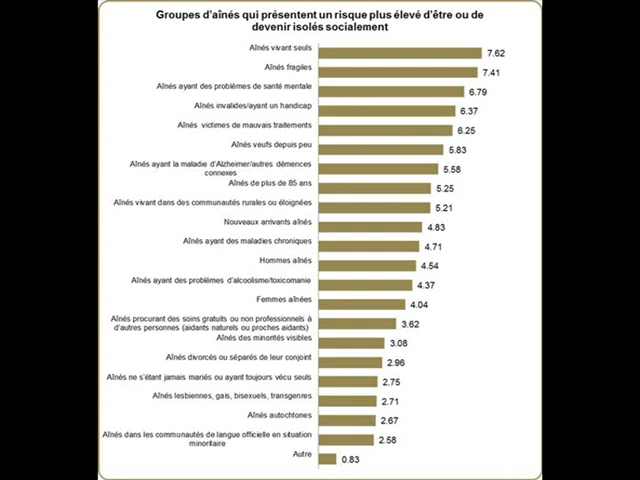 Groupes d'aînés qui présentent un risque plus élevé d'être ou de
devenir isolés socialement
Aînés vivant seuls 7.62
Aînés fragiles 7.41
Aînés ayant des problèmes de santé mentale 6.79
Aînés invalides/ayant un handicap 6.37
Aînés victimes de mauvais traitements 6.25
Aînés veufs depuis peu 5.83
Aînés ayant la maladie d'Alzheimer/autres démences
connexes 5.58
Aînés de plus de 85 ans 5.25
Aînés vivant dans des communautés rurales ou éloignées 5.21
Nouveaux arrivants aînés 4.83
Aînés ayant des maladies chroniques 4.71
Hommes aînés 4.54
Aînés ayant des problèmes d'alcoolisme/toxicomanie 4.37
Femmes aînées 4.04
Aînés procurant des soins gratuits ou non professionnels à
d'autres personnes (aidants naturels ou proches aidants) 3.62
Aînés des minorités visibles 3.08
Aînés divorcés ou séparés de leur conjoint 2.96
Aînés ne s'étant jamais mariés ou ayant toujours vécu seuls 2.75
Aînés lesbiennes, gais, bisexuels, transgenres 2.71
Aînés autochtones 2.67
Aînés dans les communautés de langue officielle en situation
minoritaire 2.58
Autre 0.83